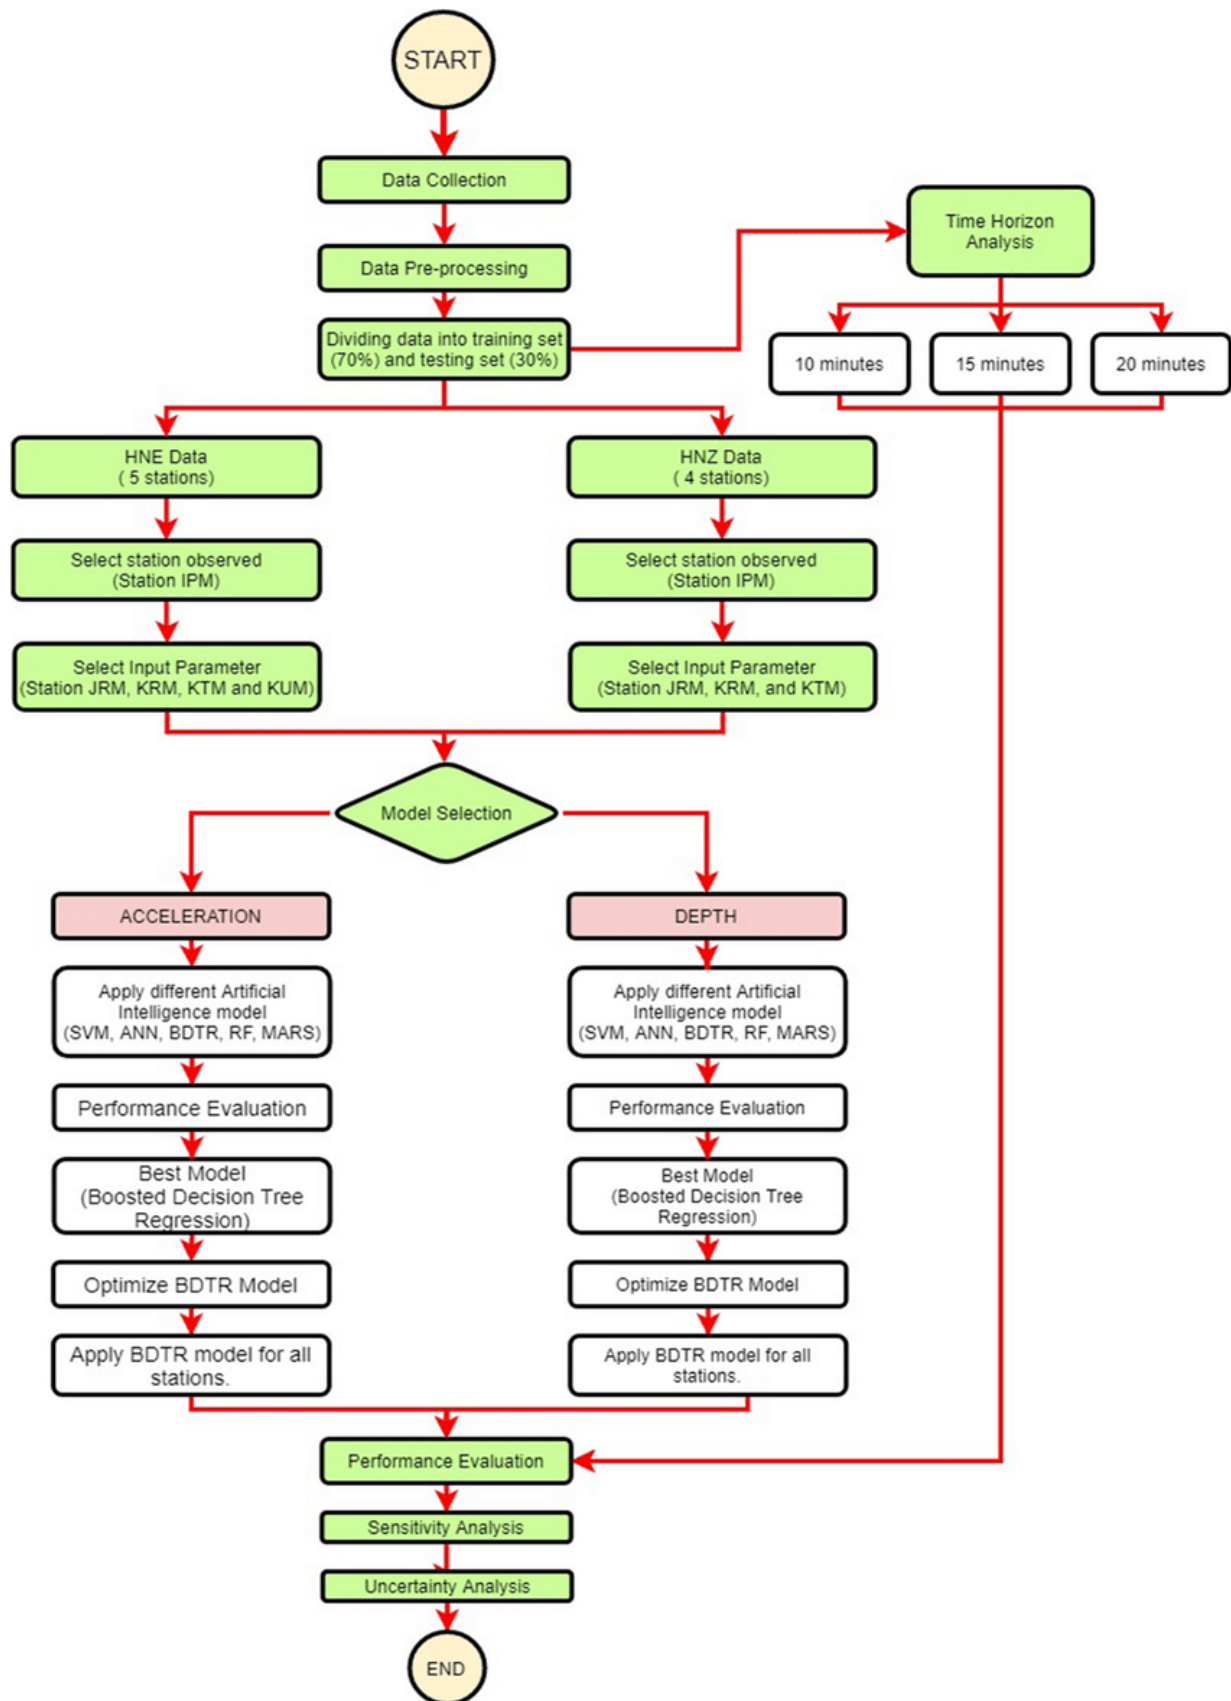 START
Data Collection
Data Pre-processing
Dividing data into training set
(70%) and testing set (30%)
Time Horizon
Analysis
10 minutes
15 minutes
20 minutes
HNE Data
( 5 stations)
HNZ Data
( 4 stations)
Select station observed
(Station IPM)
Select station observed
(Station IPM)
Select Input Parameter
(Station JRM, KRM, KTM and KUM)
Select Input Parameter
(Station JRM, KRM, and KTM)
Model Selection
ACCELERATION
DEPTH
Apply different Artificial
Intelligence model
(SVM, ANN, BDTR, RF, MARS)
Apply different Artificial
Intelligence model
(SVM, ANN, BDTR, RF, MARS)
Performance Evaluation
Performance Evaluation
Best Model
(Boosted Decision Tree
Regression)
Best Model
(Boosted Decision Tree
Regression)
Optimize BDTR Model
Optimize BDTR Model
Apply BDTR model for all
stations.
Apply BDTR model for all
stations.
Performance Evaluation
Sensitivity Analysis
Uncertainty Analysis
END